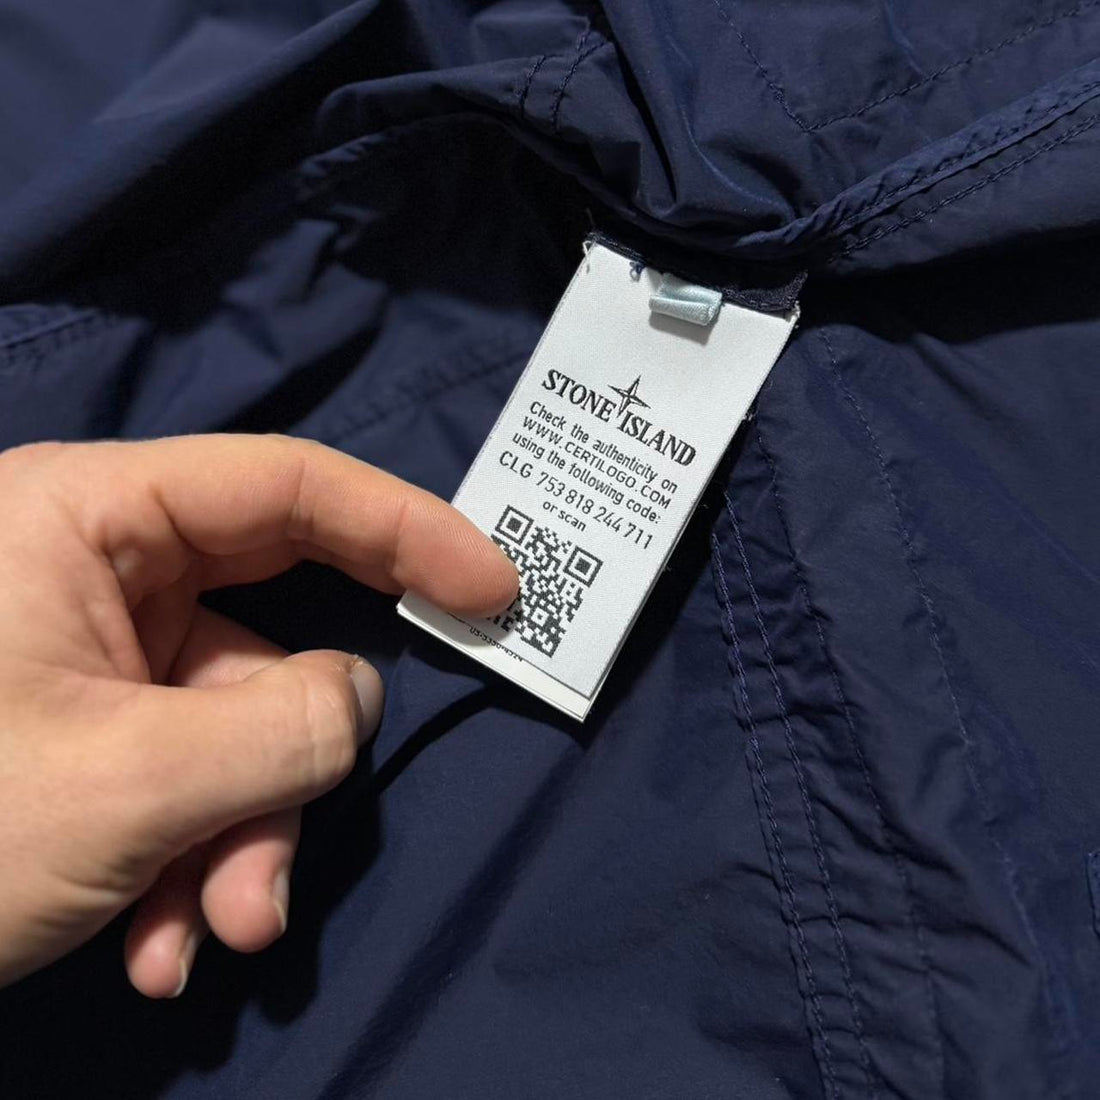 STONE ISLAND
Check the authenticity on
WWW.CERTILOGO.COM
using the following code:
CLG 753 818 244 711
or scan